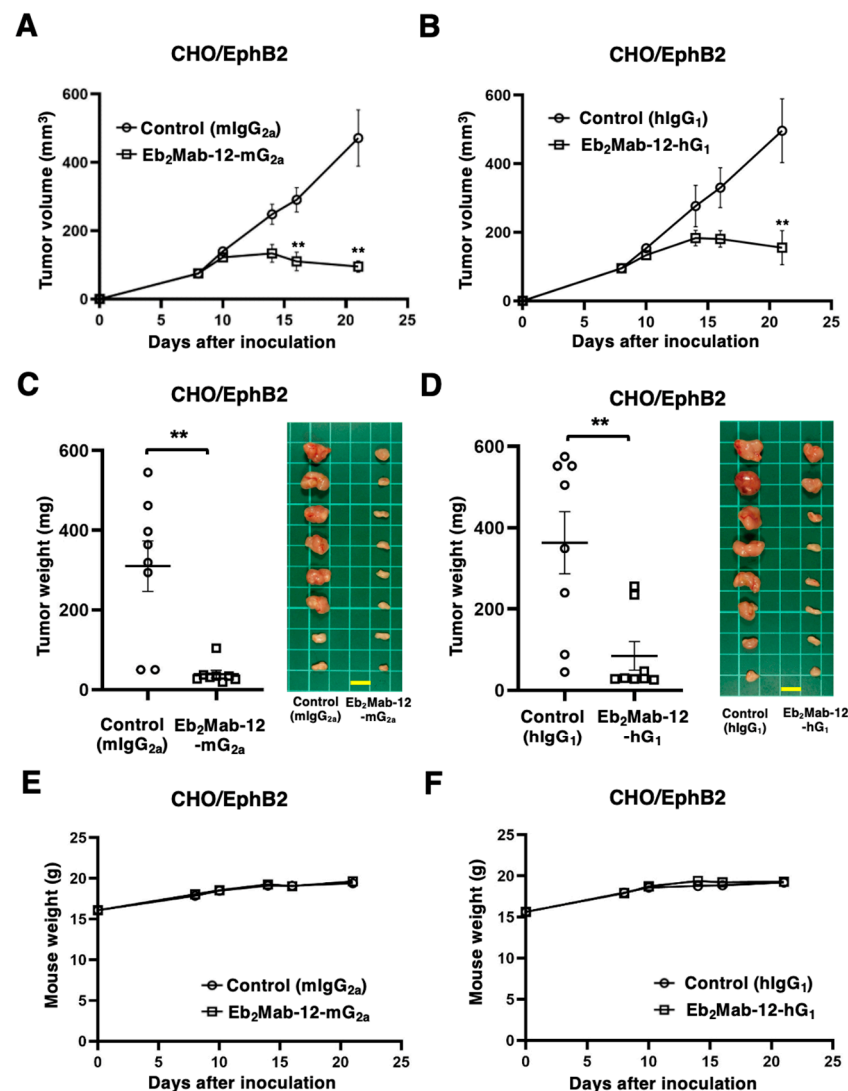 A
CHO/EphB2
Tumor volume (mm³)
600
400
200
0
Control (mIgG₂ₐ)
Eb₂Mab-12-mG₂ₐ
**
**
0 5 10 15 20 25
Days after inoculation
B
CHO/EphB2
Tumor volume (mm³)
600
400
200
0
Control (hIgG₁)
Eb₂Mab-12-hG₁
**
0 5 10 15 20 25
Days after inoculation
C
CHO/EphB2
Tumor weight (mg)
600
400
200
0
**
Control
(mIgG₂ₐ)
Eb₂Mab-12
-mG₂ₐ
Control
(mIgG₂ₐ)
Eb₂Mab-12
-mG₂ₐ
D
CHO/EphB2
Tumor weight (mg)
600
400
200
0
**
Control
(hIgG₁)
Eb₂Mab-12
-hG₁
Control
(hIgG₁)
Eb₂Mab-12
-hG₁
E
CHO/EphB2
Mouse weight (g)
25
20
15
10
5
0
Control (mIgG₂ₐ)
Eb₂Mab-12-mG₂ₐ
0 5 10 15 20 25
Days after inoculation
F
CHO/EphB2
Mouse weight (g)
25
20
15
10
5
0
Control (hIgG₁)
Eb₂Mab-12-hG₁
0 5 10 15 20 25
Days after inoculation